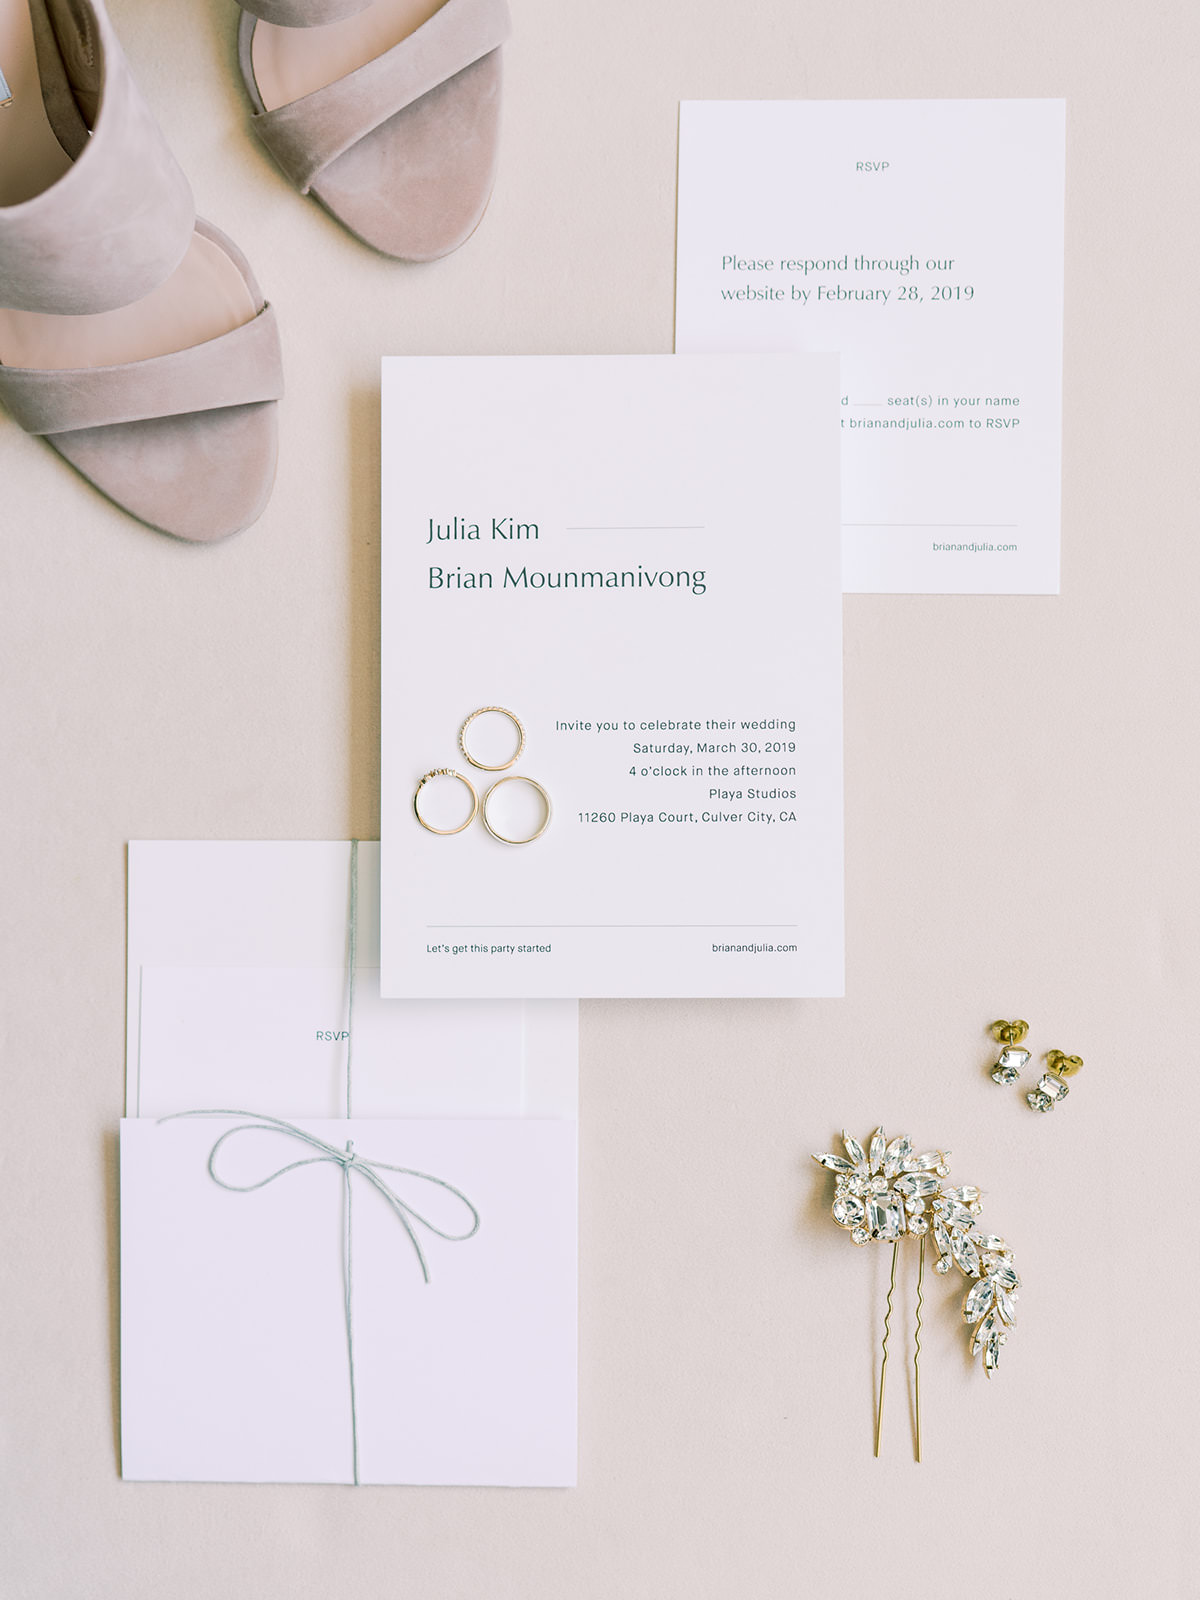 RSVP
Please respond through our
website by February 28, 2019
seat(s) in your name
brianandjulia.com to RSVP
brianandjulia.com
Julia Kim
Brian Mounmanivong
Invite you to celebrate their wedding
Saturday, March 30, 2019
4 o'clock in the afternoon
Playa Studios
11260 Playa Court, Culver City, CA
Let's get this party started
brianandjulia.com
RSVP